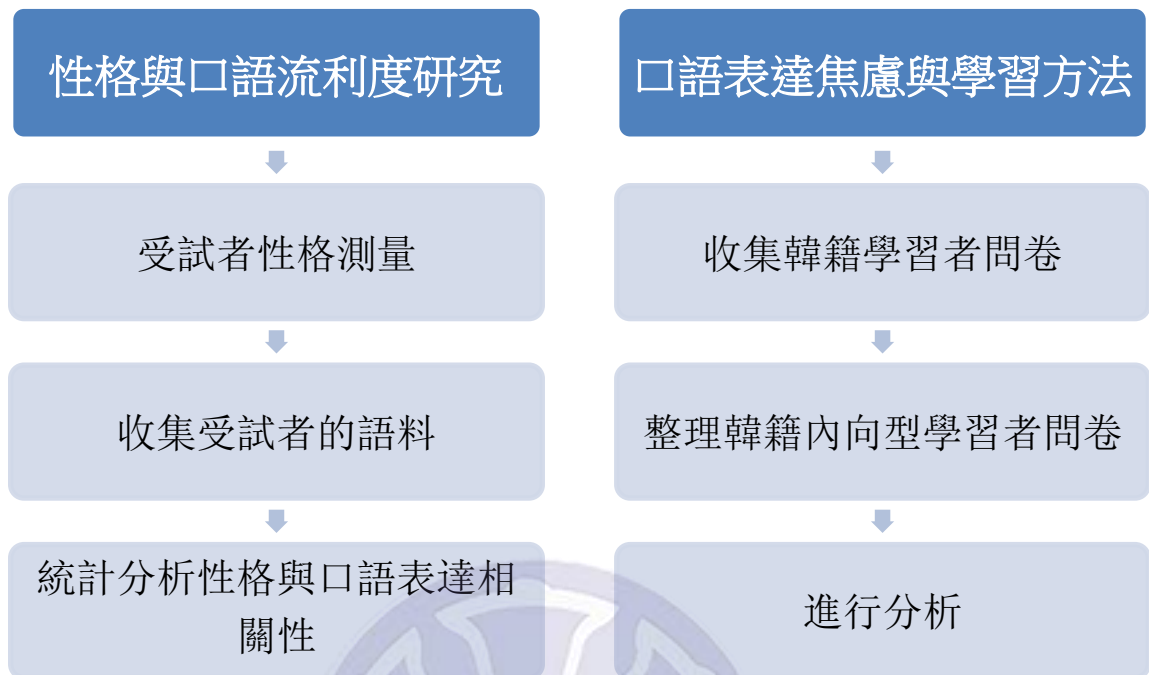 性格與口語流利度研究
受試者性格測量
收集受試者的語料
統計分析性格與口語表達相
關性
口語表達焦慮與學習方法
收集韓籍學習者問卷
整理韓籍內向型學習者問卷
進行分析